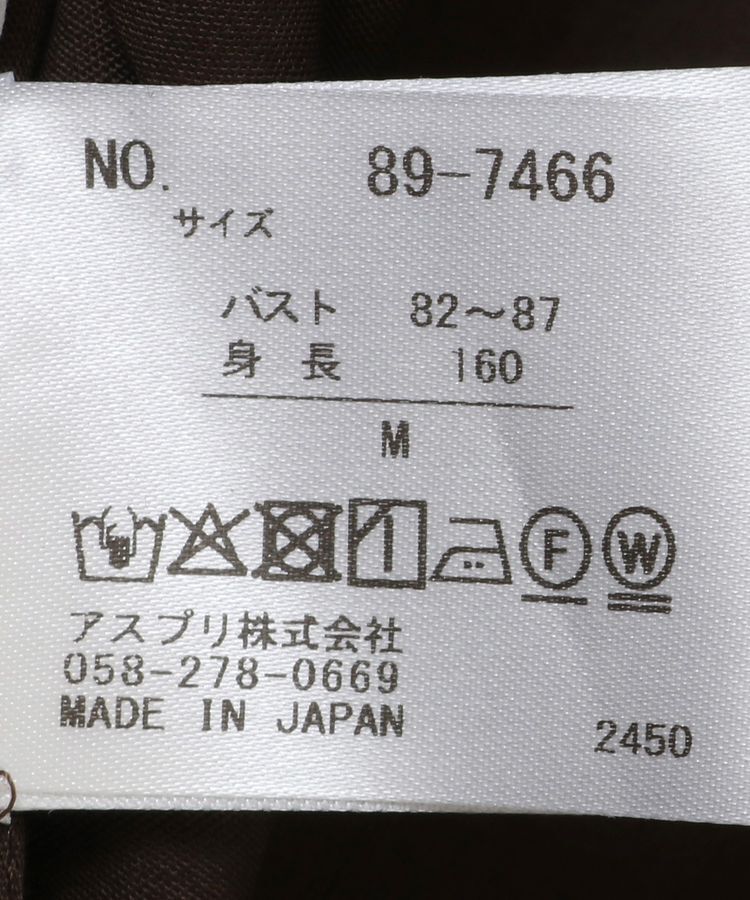 NO. 89-7466
サイズ
バスト 82～87
身長 160
M
F W
アスプリ株式会社
058-278-0669
MADE IN JAPAN
2450